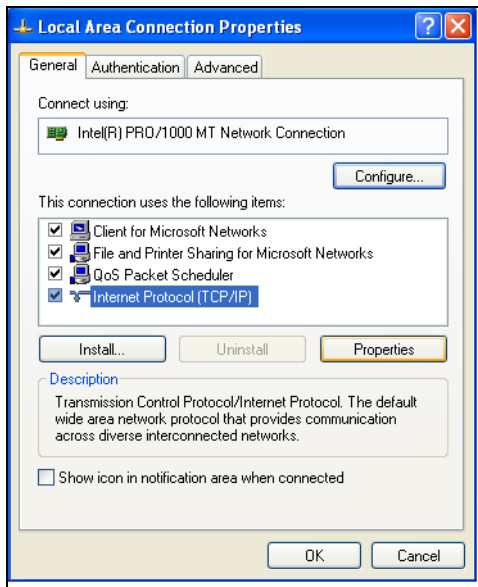 Local Area Connection Properties
General Authentication Advanced
Connect using:
Intel(R) PRO/1000 MT Network Connection
Configure...
This connection uses the following items:
Client for Microsoft Networks
File and Printer Sharing for Microsoft Networks
QoS Packet Scheduler
Internet Protocol (TCP/IP)
Install... Uninstall Properties
Description
Transmission Control Protocol/Internet Protocol. The default
wide area network protocol that provides communication
across diverse interconnected networks.
Show icon in notification area when connected
OK Cancel